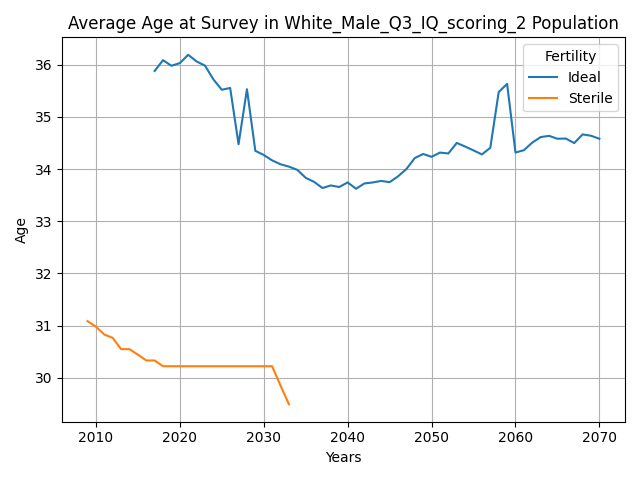 Average Age at Survey in White_Male_Q3_IQ_scoring_2 Population
Fertility
Ideal
Sterile
Age
36
35
34
33
32
31
30
2010 2020 2030 2040 2050 2060 2070
Years